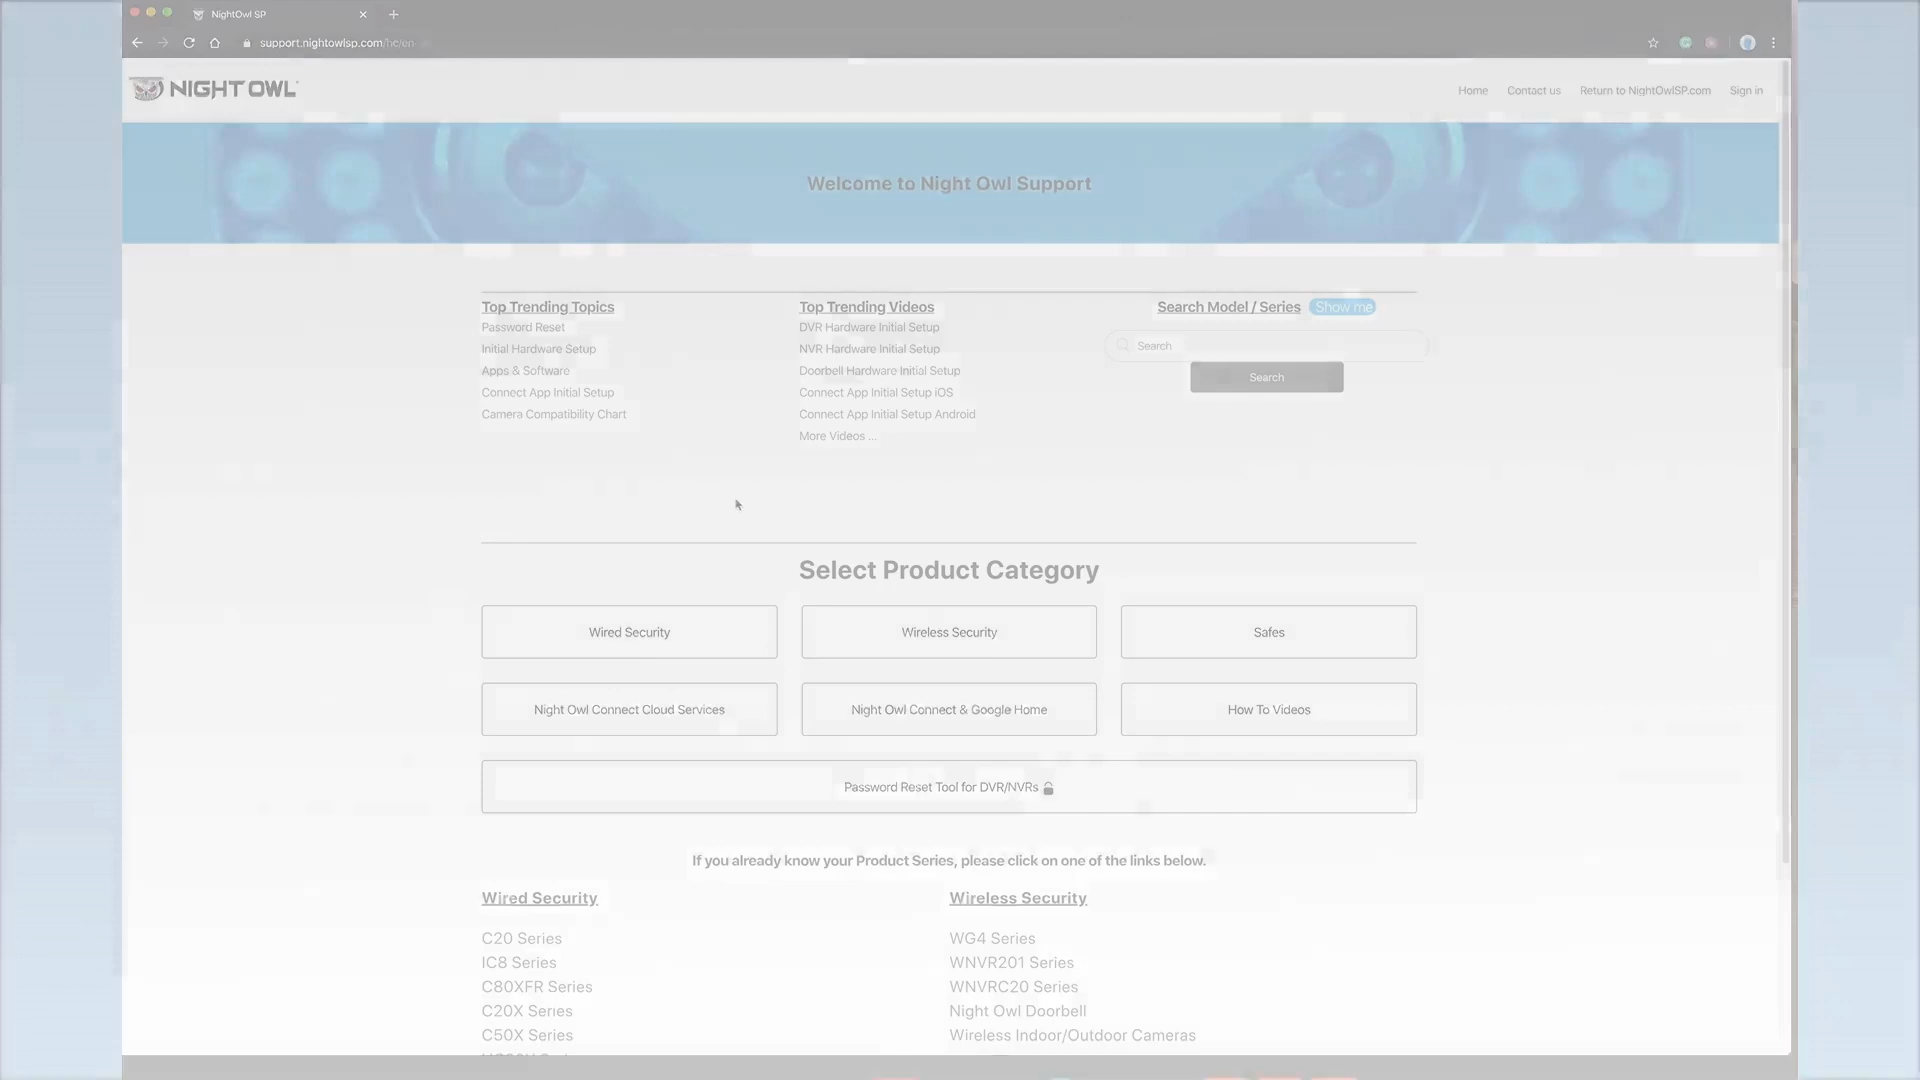 NightOwl SP
support.nightowlsp.com/hc/en-
NIGHT OWL
Home
Contact us
Return to NightOwlSP.com
Sign in
Welcome to Night Owl Support
Top Trending Topics
Password Reset
Initial Hardware Setup
Apps & Software
Connect App Initial Setup
Camera Compatibility Chart
Top Trending Videos
DVR Hardware Initial Setup
NVR Hardware Initial Setup
Doorbell Hardware Initial Setup
Connect App Initial Setup iOS
Connect App Initial Setup Android
More Videos ...
Search Model / Series
Show me
Search
Search
Select Product Category
Wired Security
Wireless Security
Safes
Night Owl Connect Cloud Services
Night Owl Connect & Google Home
How To Videos
Password Reset Tool for DVR/NVRs
If you already know your Product Series, please click on one of the links below.
Wired Security
C20 Series
IC8 Series
C80XFR Series
C20X Series
C50X Series
Wireless Security
WG4 Series
WNVR201 Series
WNVRC20 Series
Night Owl Doorbell
Wireless Indoor/Outdoor Cameras